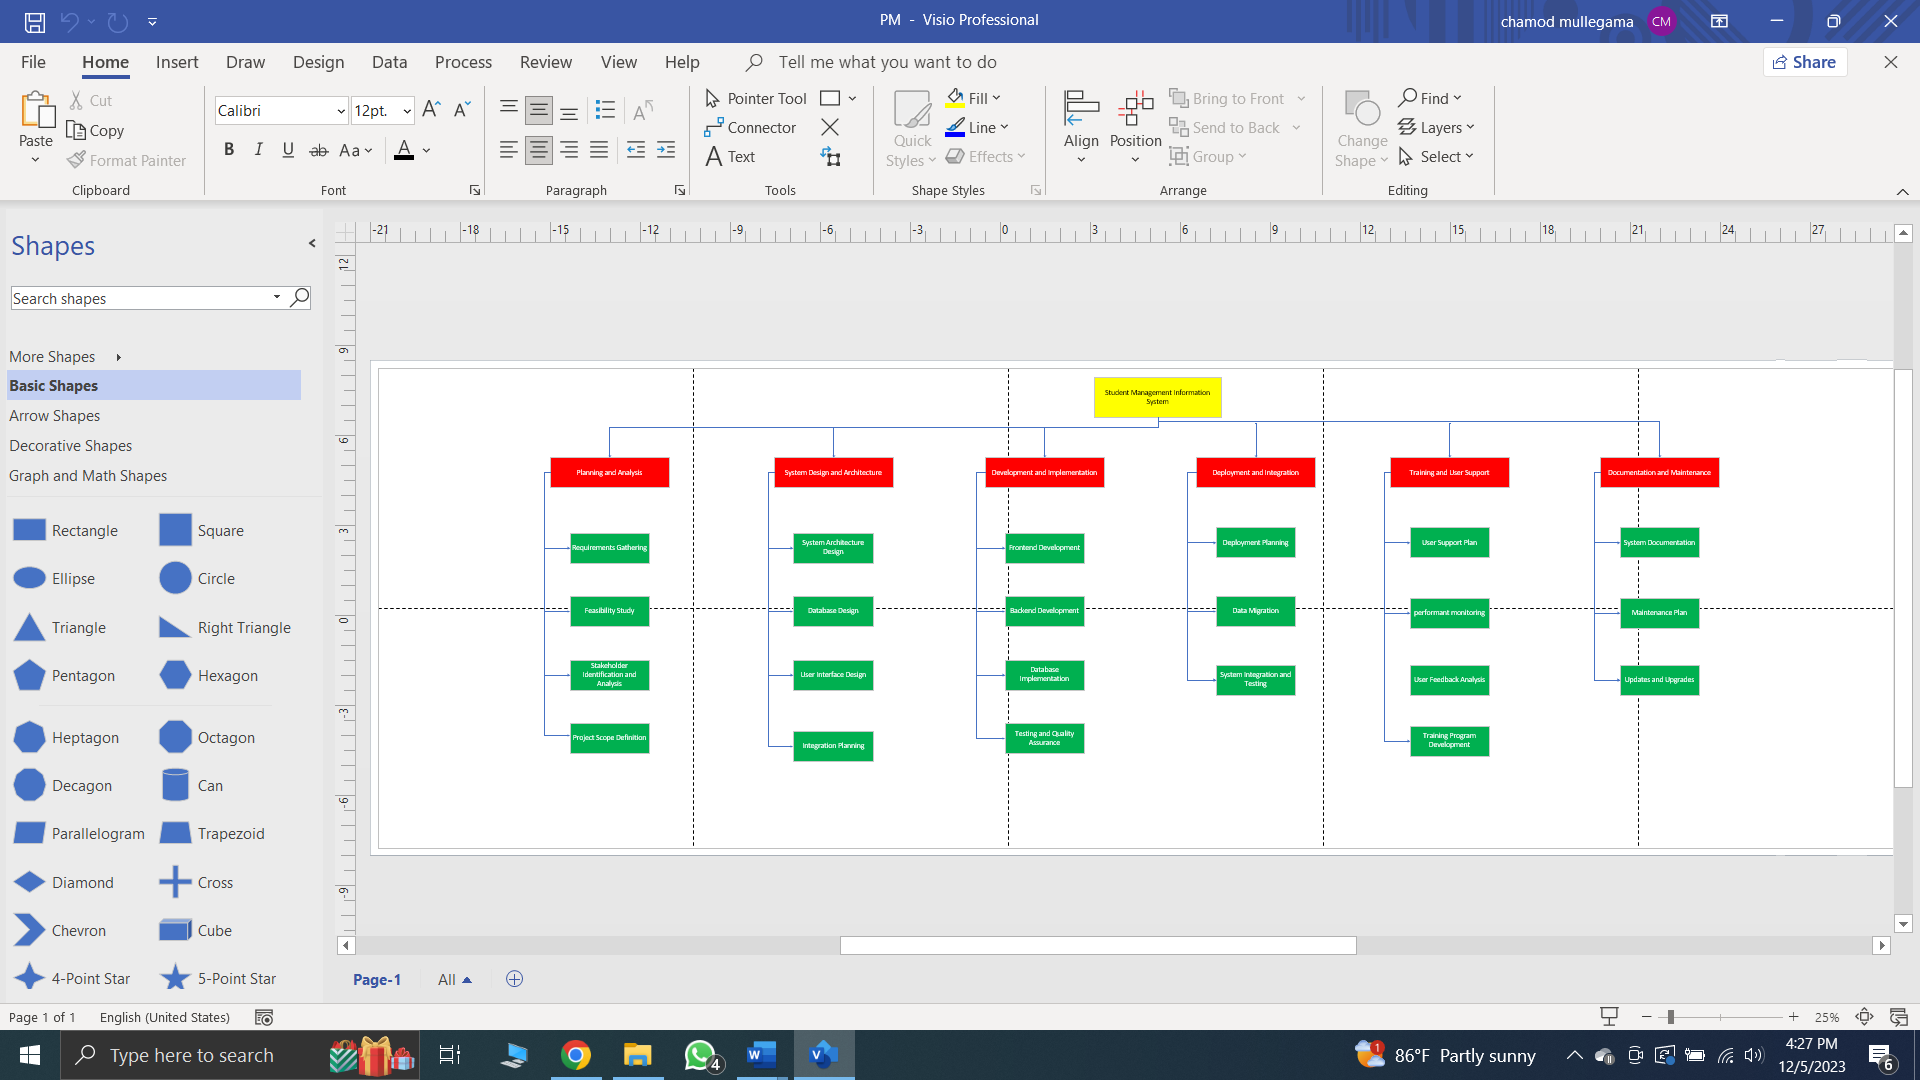 PM - Visio Professional
chamod mullegama
CM
File
Home
Insert
Draw
Design
Data
Process
Review
View
Help
Tell me what you want to do
Share
Paste
Cut
Copy
Format Painter
Clipboard
Calibri
12pt.
B
I
U
ab
Aa
A
Font
Paragraph
Pointer Tool
Connector
A Text
Tools
Quick
Styles
Fill
Line
Effects
Shape Styles
Align
Position
Bring to Front
Send to Back
Group
Arrange
Change
Shape
Find
Layers
Select
Editing
Shapes
Search shapes
More Shapes
Basic Shapes
Arrow Shapes
Decorative Shapes
Graph and Math Shapes
Rectangle
Square
Ellipse
Circle
Triangle
Right Triangle
Pentagon
Hexagon
Heptagon
Octagon
Decagon
Can
Parallelogram
Trapezoid
Diamond
Cross
Chevron
Cube
4-Point Star
5-Point Star
-21 -18 -15 -12 -9 -6 -3 0 3 6 9 12 15 18 21 24 27
12
9
6
3
0
-3
-6
-9
Student Management Information
System
Planning and Analysis
Requirements Gathering
Feasibility Study
Stakeholder
Identification and
Analysis
Project Scope Definition
System Design and Architecture
System Architecture
Design
Database Design
User Interface Design
Integration Planning
Development and Implementation
Frontend Development
Backend Development
Database
Implementation
Testing and Quality
Assurance
Deployment and Integration
Deployment Planning
Data Migration
System Integration and
Testing
Training and User Support
User Support Plan
performant monitoring
User Feedback Analysis
Training Program
Development
Documentation and Maintenance
System Documentation
Maintenance Plan
Updates and Upgrades
Page-1
All
Page 1 of 1
English (United States)
25%
Type here to search
4
1
86°F Partly sunny
4:27 PM
12/5/2023
6